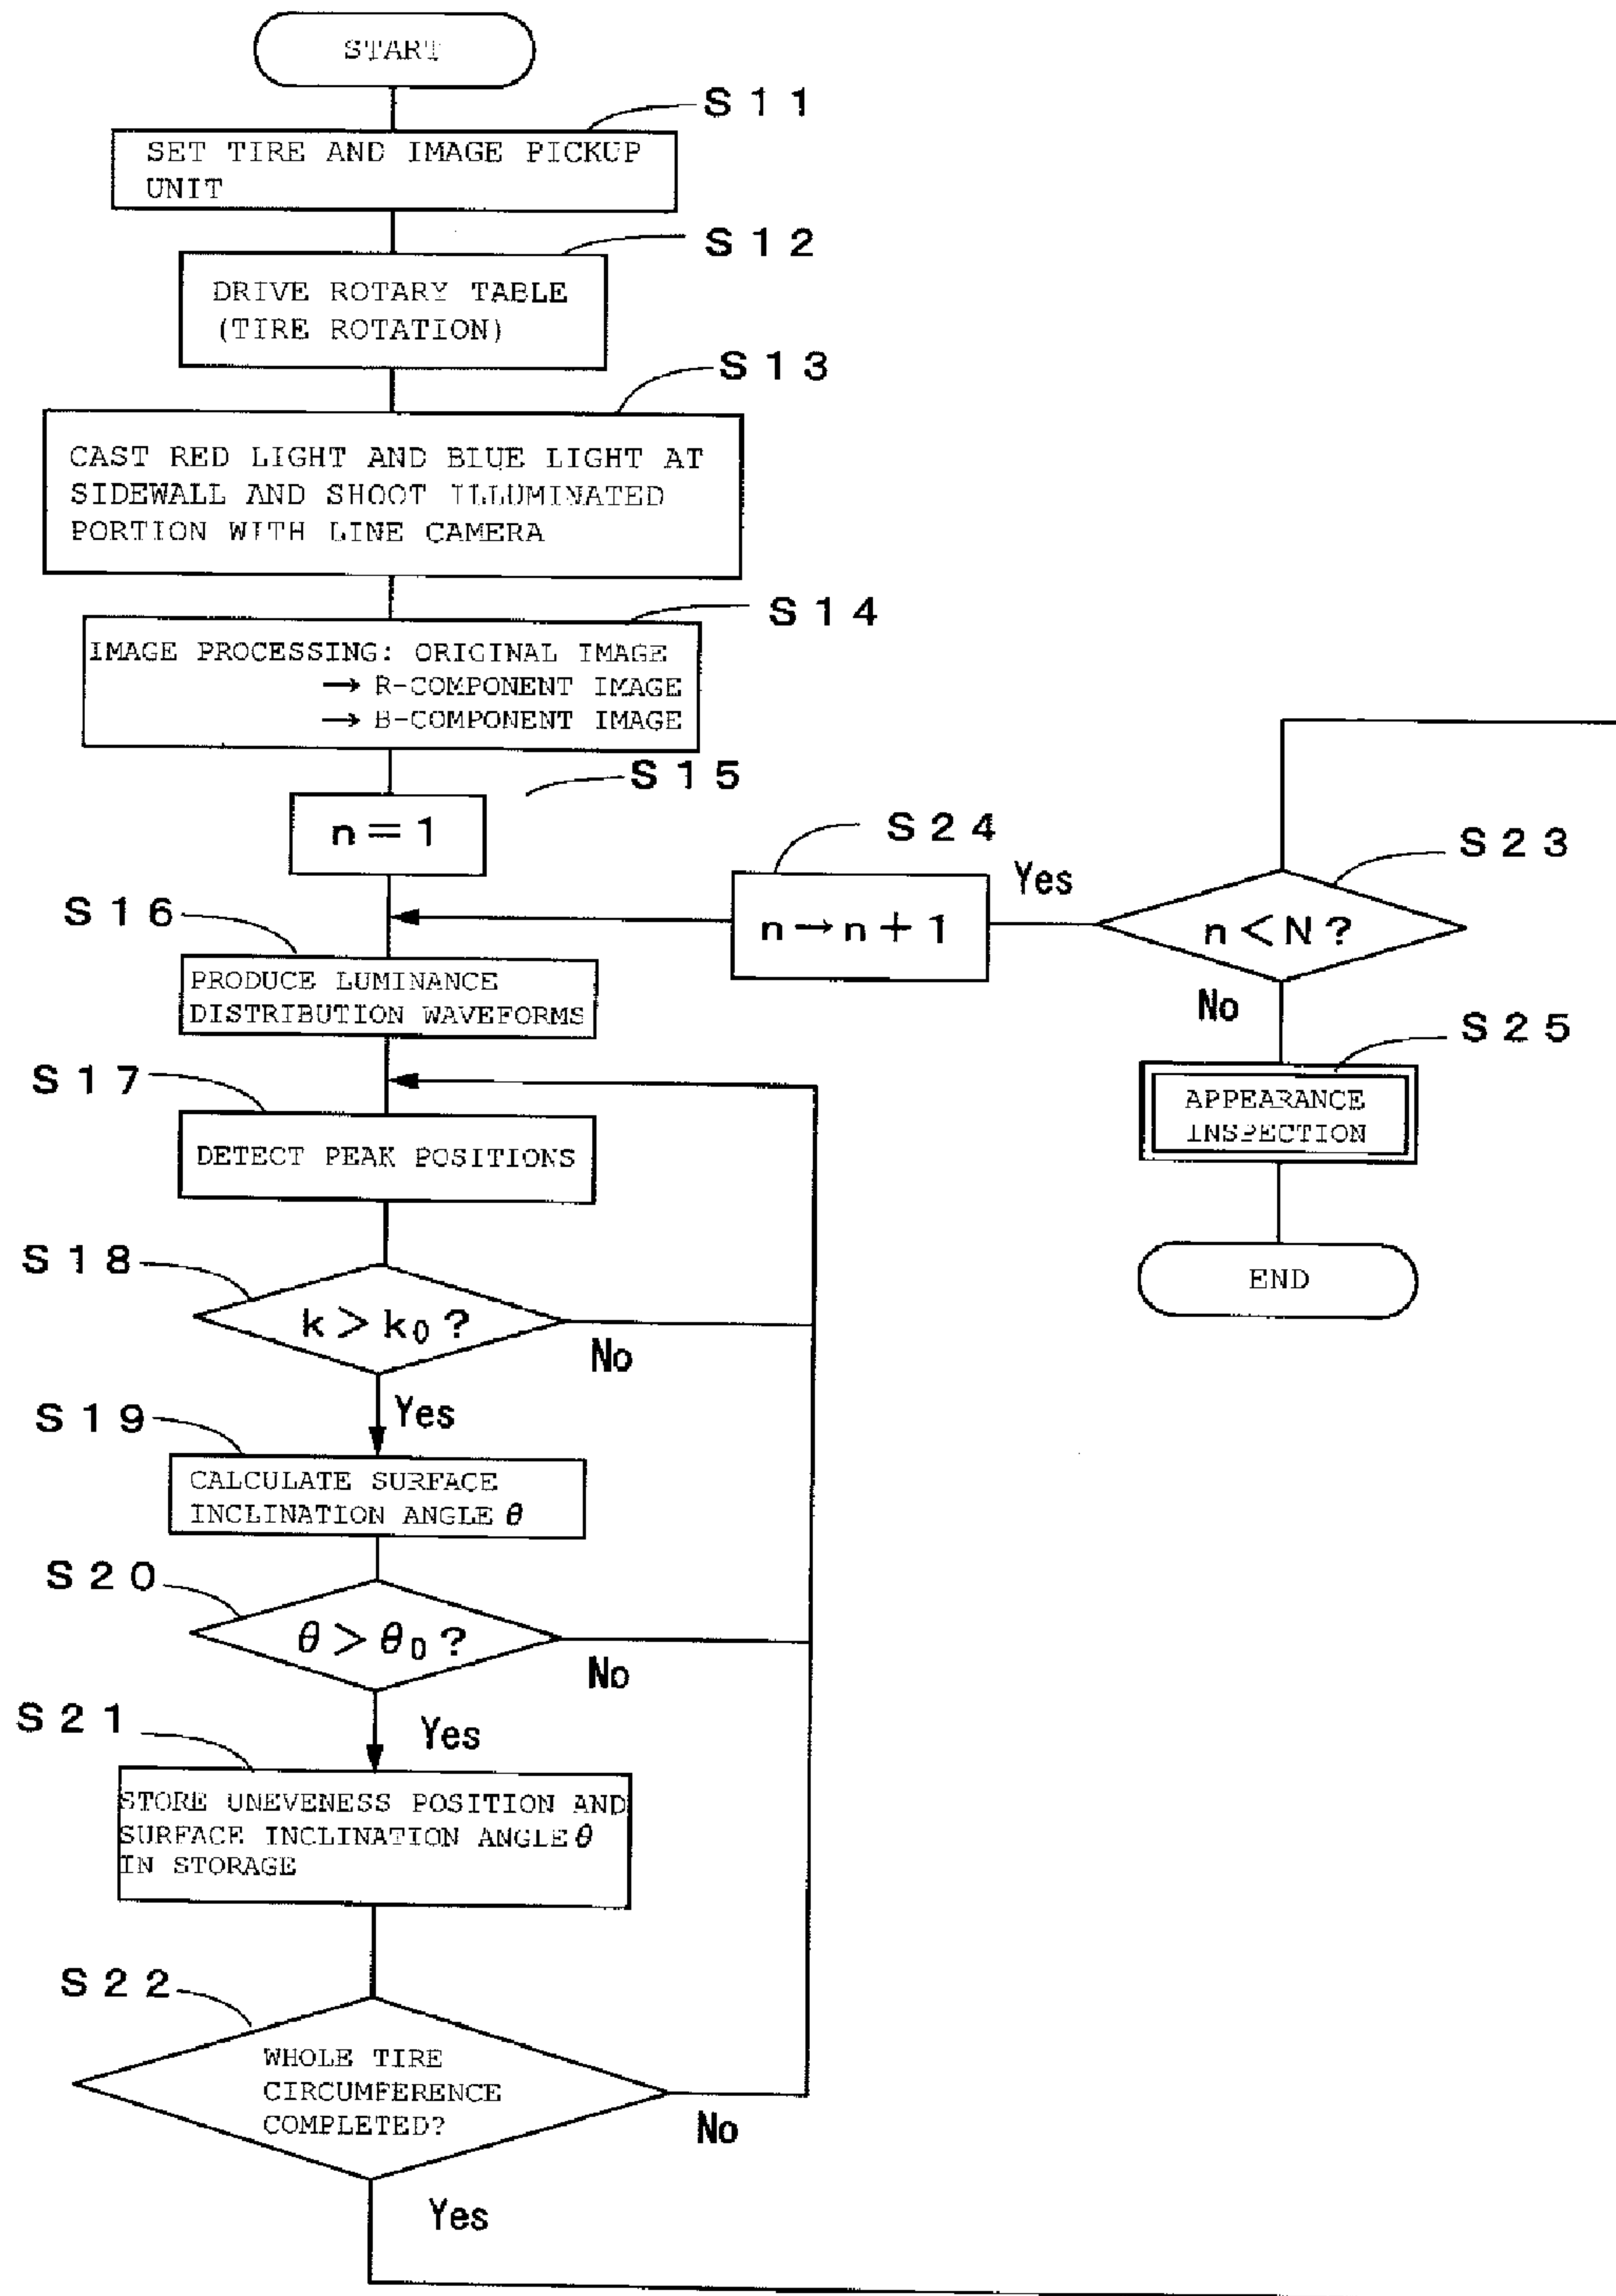 START
S11
SET TIRE AND IMAGE PICKUP
UNIT
S12
DRIVE ROTARY TABLE
(TIRE ROTATION)
S13
CAST RED LIGHT AND BLUE LIGHT AT
SIDEWALL AND SHOOT ILLUMINATED
PORTION WITH LINE CAMERA
S14
IMAGE PROCESSING: ORIGINAL IMAGE
→ R-COMPONENT IMAGE
→ B-COMPONENT IMAGE
S15
n=1
S16
PRODUCE LUMINANCE
DISTRIBUTION WAVEFORMS
S17
DETECT PEAK POSITIONS
S18
k>k₀?
No
Yes
S19
CALCULATE SURFACE
INCLINATION ANGLE θ
S20
θ>θ₀?
No
Yes
S21
STORE UNEVENESS POSITION AND
SURFACE INCLINATION ANGLE θ
IN STORAGE
S22
WHOLE TIRE
CIRCUMFERENCE
COMPLETED?
No
Yes
S23
n<N?
Yes
S24
n→n+1
No
S25
APPEARANCE
INSPECTION
END